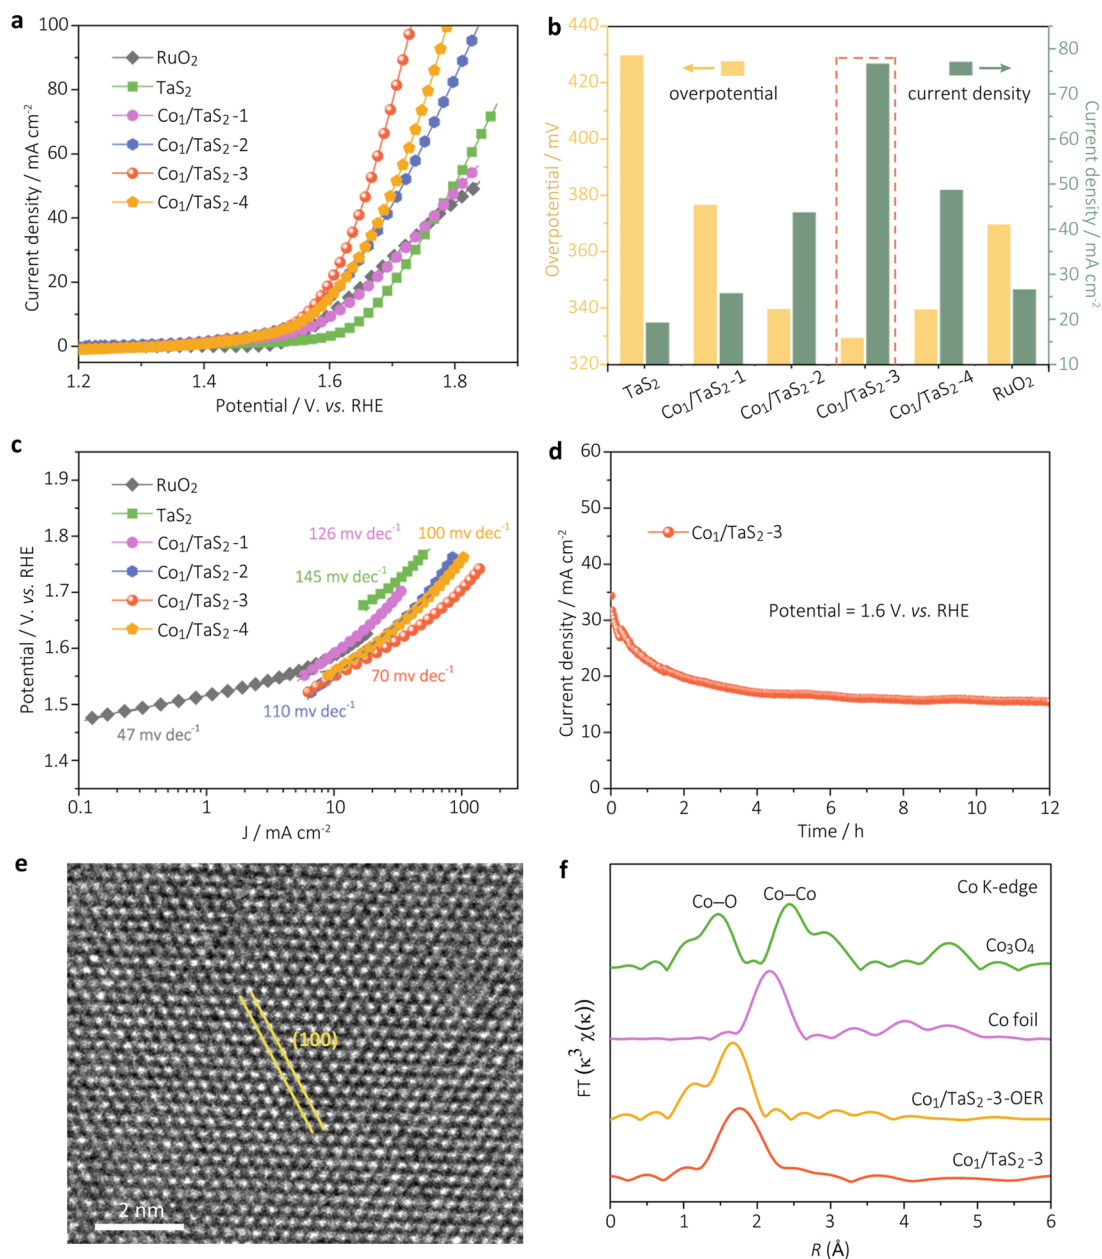 a
100
80
60
40
20
0
Current density / mA cm⁻²
RuO₂
TaS₂
Co₁/TaS₂-1
Co₁/TaS₂-2
Co₁/TaS₂-3
Co₁/TaS₂-4
1.2 1.4 1.6 1.8
Potential / V. vs. RHE
b
440
420
400
380
360
340
320
Overpotential / mV
overpotential
current density
80
70
60
50
40
30
20
10
Current density / mA cm⁻²
TaS₂
Co₁/TaS₂-1
Co₁/TaS₂-2
Co₁/TaS₂-3
Co₁/TaS₂-4
RuO₂
c
1.9
1.8
1.7
1.6
1.5
1.4
Potential / V. vs. RHE
RuO₂
TaS₂
Co₁/TaS₂-1
Co₁/TaS₂-2
Co₁/TaS₂-3
Co₁/TaS₂-4
126 mv dec⁻¹
100 mv dec⁻¹
145 mv dec⁻¹
70 mv dec⁻¹
110 mv dec⁻¹
47 mv dec⁻¹
0.1 1 10 100
J / mA cm⁻²
d
60
50
40
30
20
10
0
Current density / mA cm⁻²
Co₁/TaS₂-3
Potential = 1.6 V. vs. RHE
0 2 4 6 8 10 12
Time / h
e
(100)
2 nm
f
FT (κ³ χ(κ))
Co K-edge
Co–O
Co–Co
Co₃O₄
Co foil
Co₁/TaS₂-3-OER
Co₁/TaS₂-3
0 1 2 3 4 5 6
R (Å)